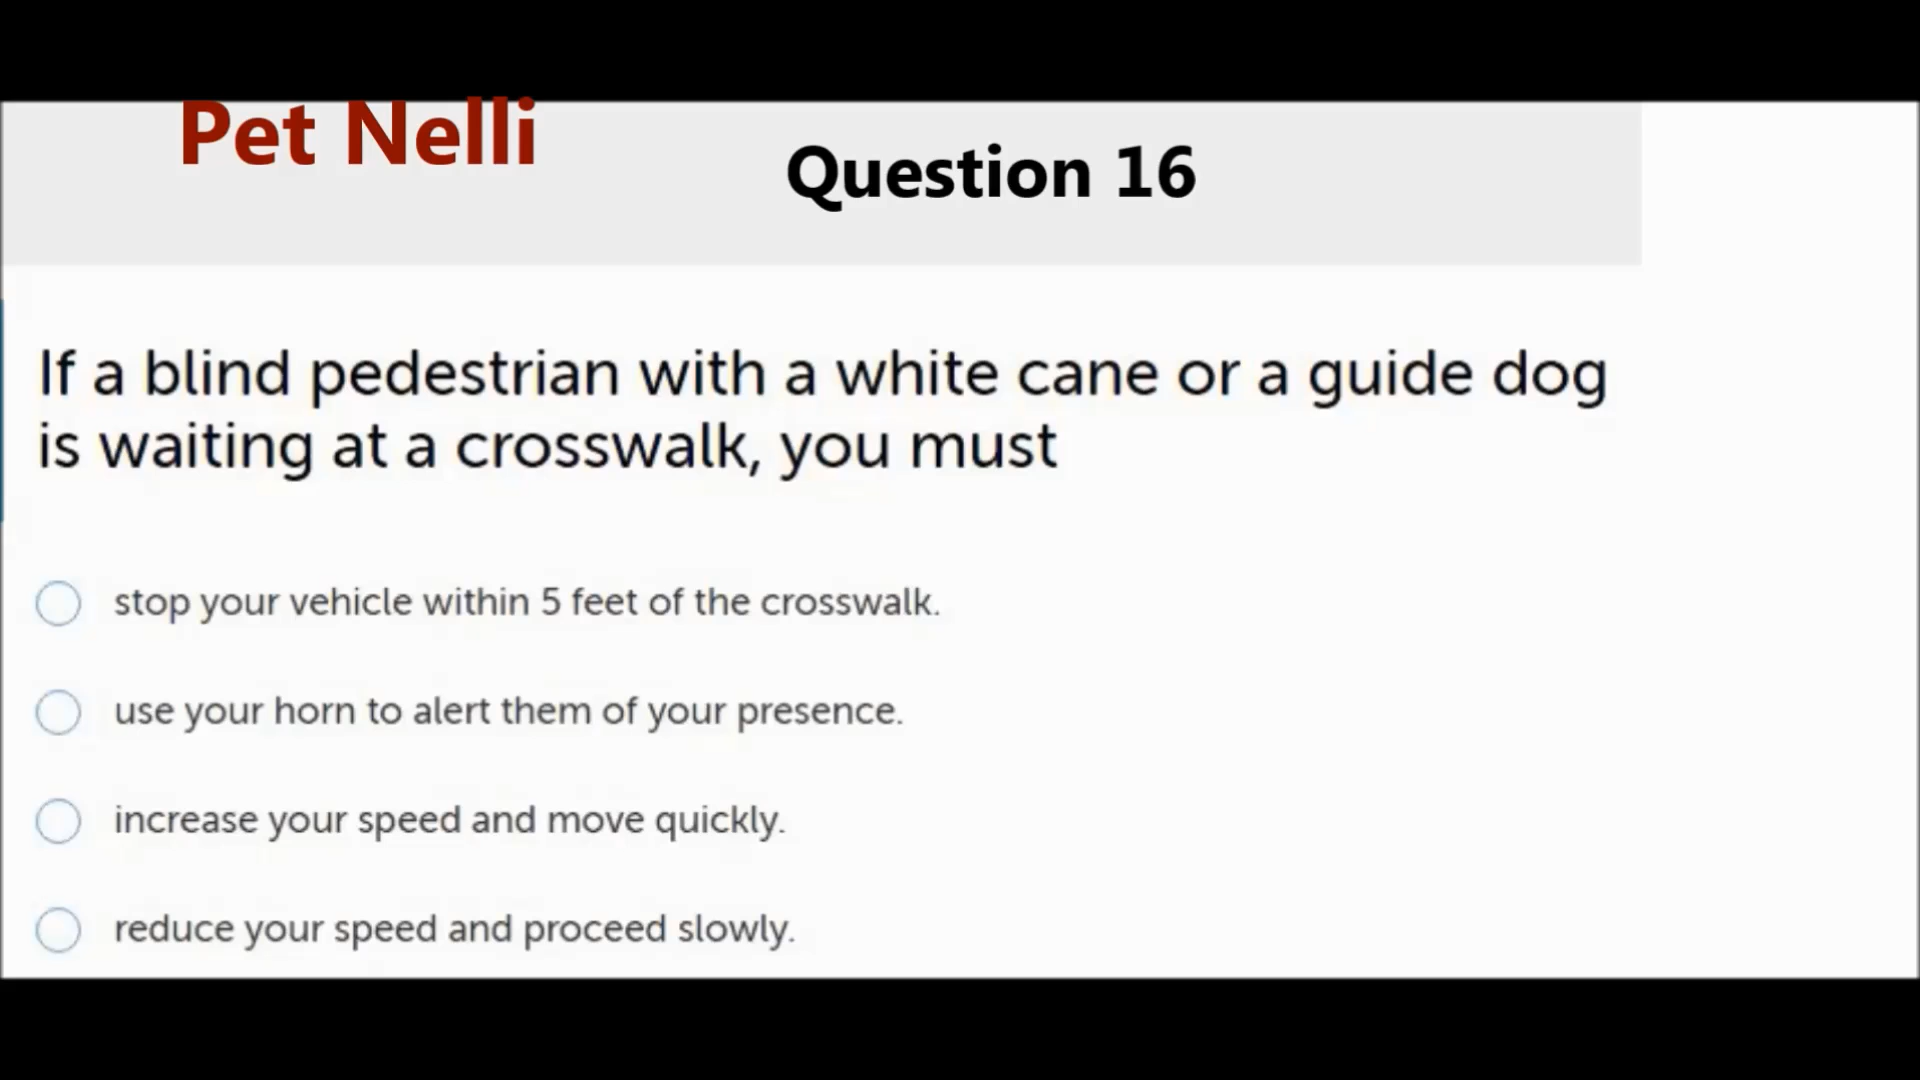 Pet Nelli
Question 16
If a blind pedestrian with a white cane or a guide dog
is waiting at a crosswalk, you must
stop your vehicle within 5 feet of the crosswalk.
use your horn to alert them of your presence.
increase your speed and move quickly.
reduce your speed and proceed slowly.